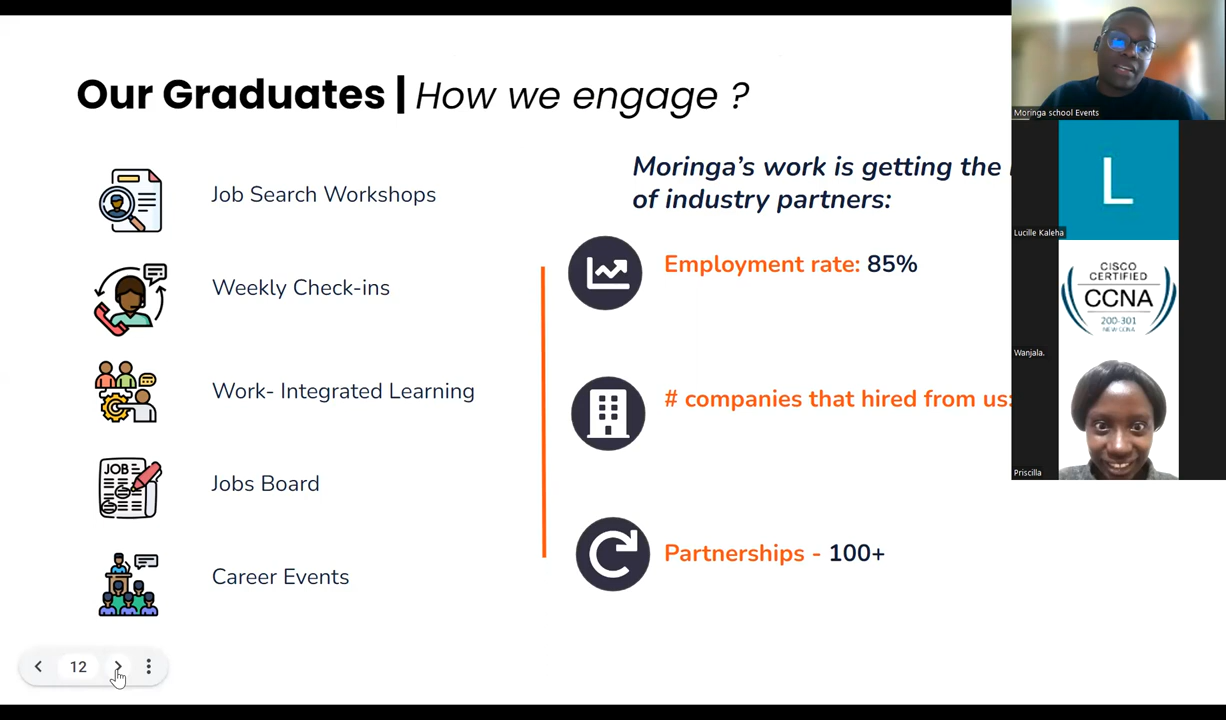 Our Graduates | How we engage ?
Job Search Workshops
Weekly Check-ins
Work- Integrated Learning
JOB
Jobs Board
Career Events
Moringa's work is getting the
of industry partners:
Employment rate: 85%
# companies that hired from us:
Partnerships - 100+
12
Moringa school Events
L
Lucille Kaleha
CISCO
CERTIFIED
CCNA
200-301
NEW CCNA
Wanjala.
Priscilla